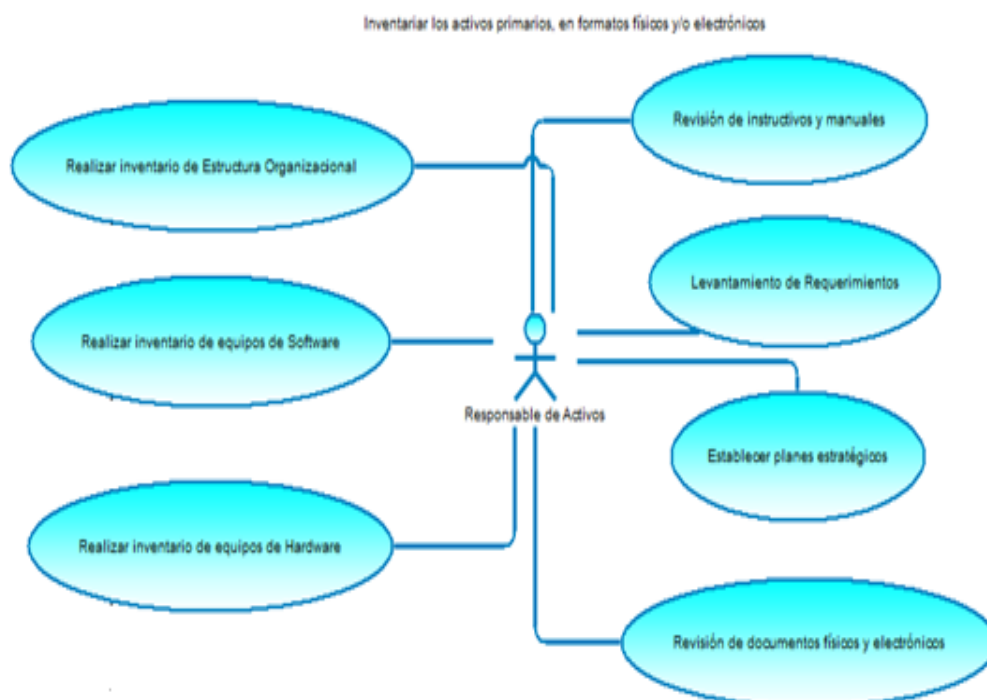 Inventariar los activos primarios, en formatos físicos y/o electrónicos
Revisión de instructivos y manuales
Realizar inventario de Estructura Organizacional
Levantamiento de Requerimientos
Realizar inventario de equipos de Software
Responsable de Activos
Establecer planes estratégicos
Realizar inventario de equipos de Hardware
Revisión de documentos físicos y electrónicos